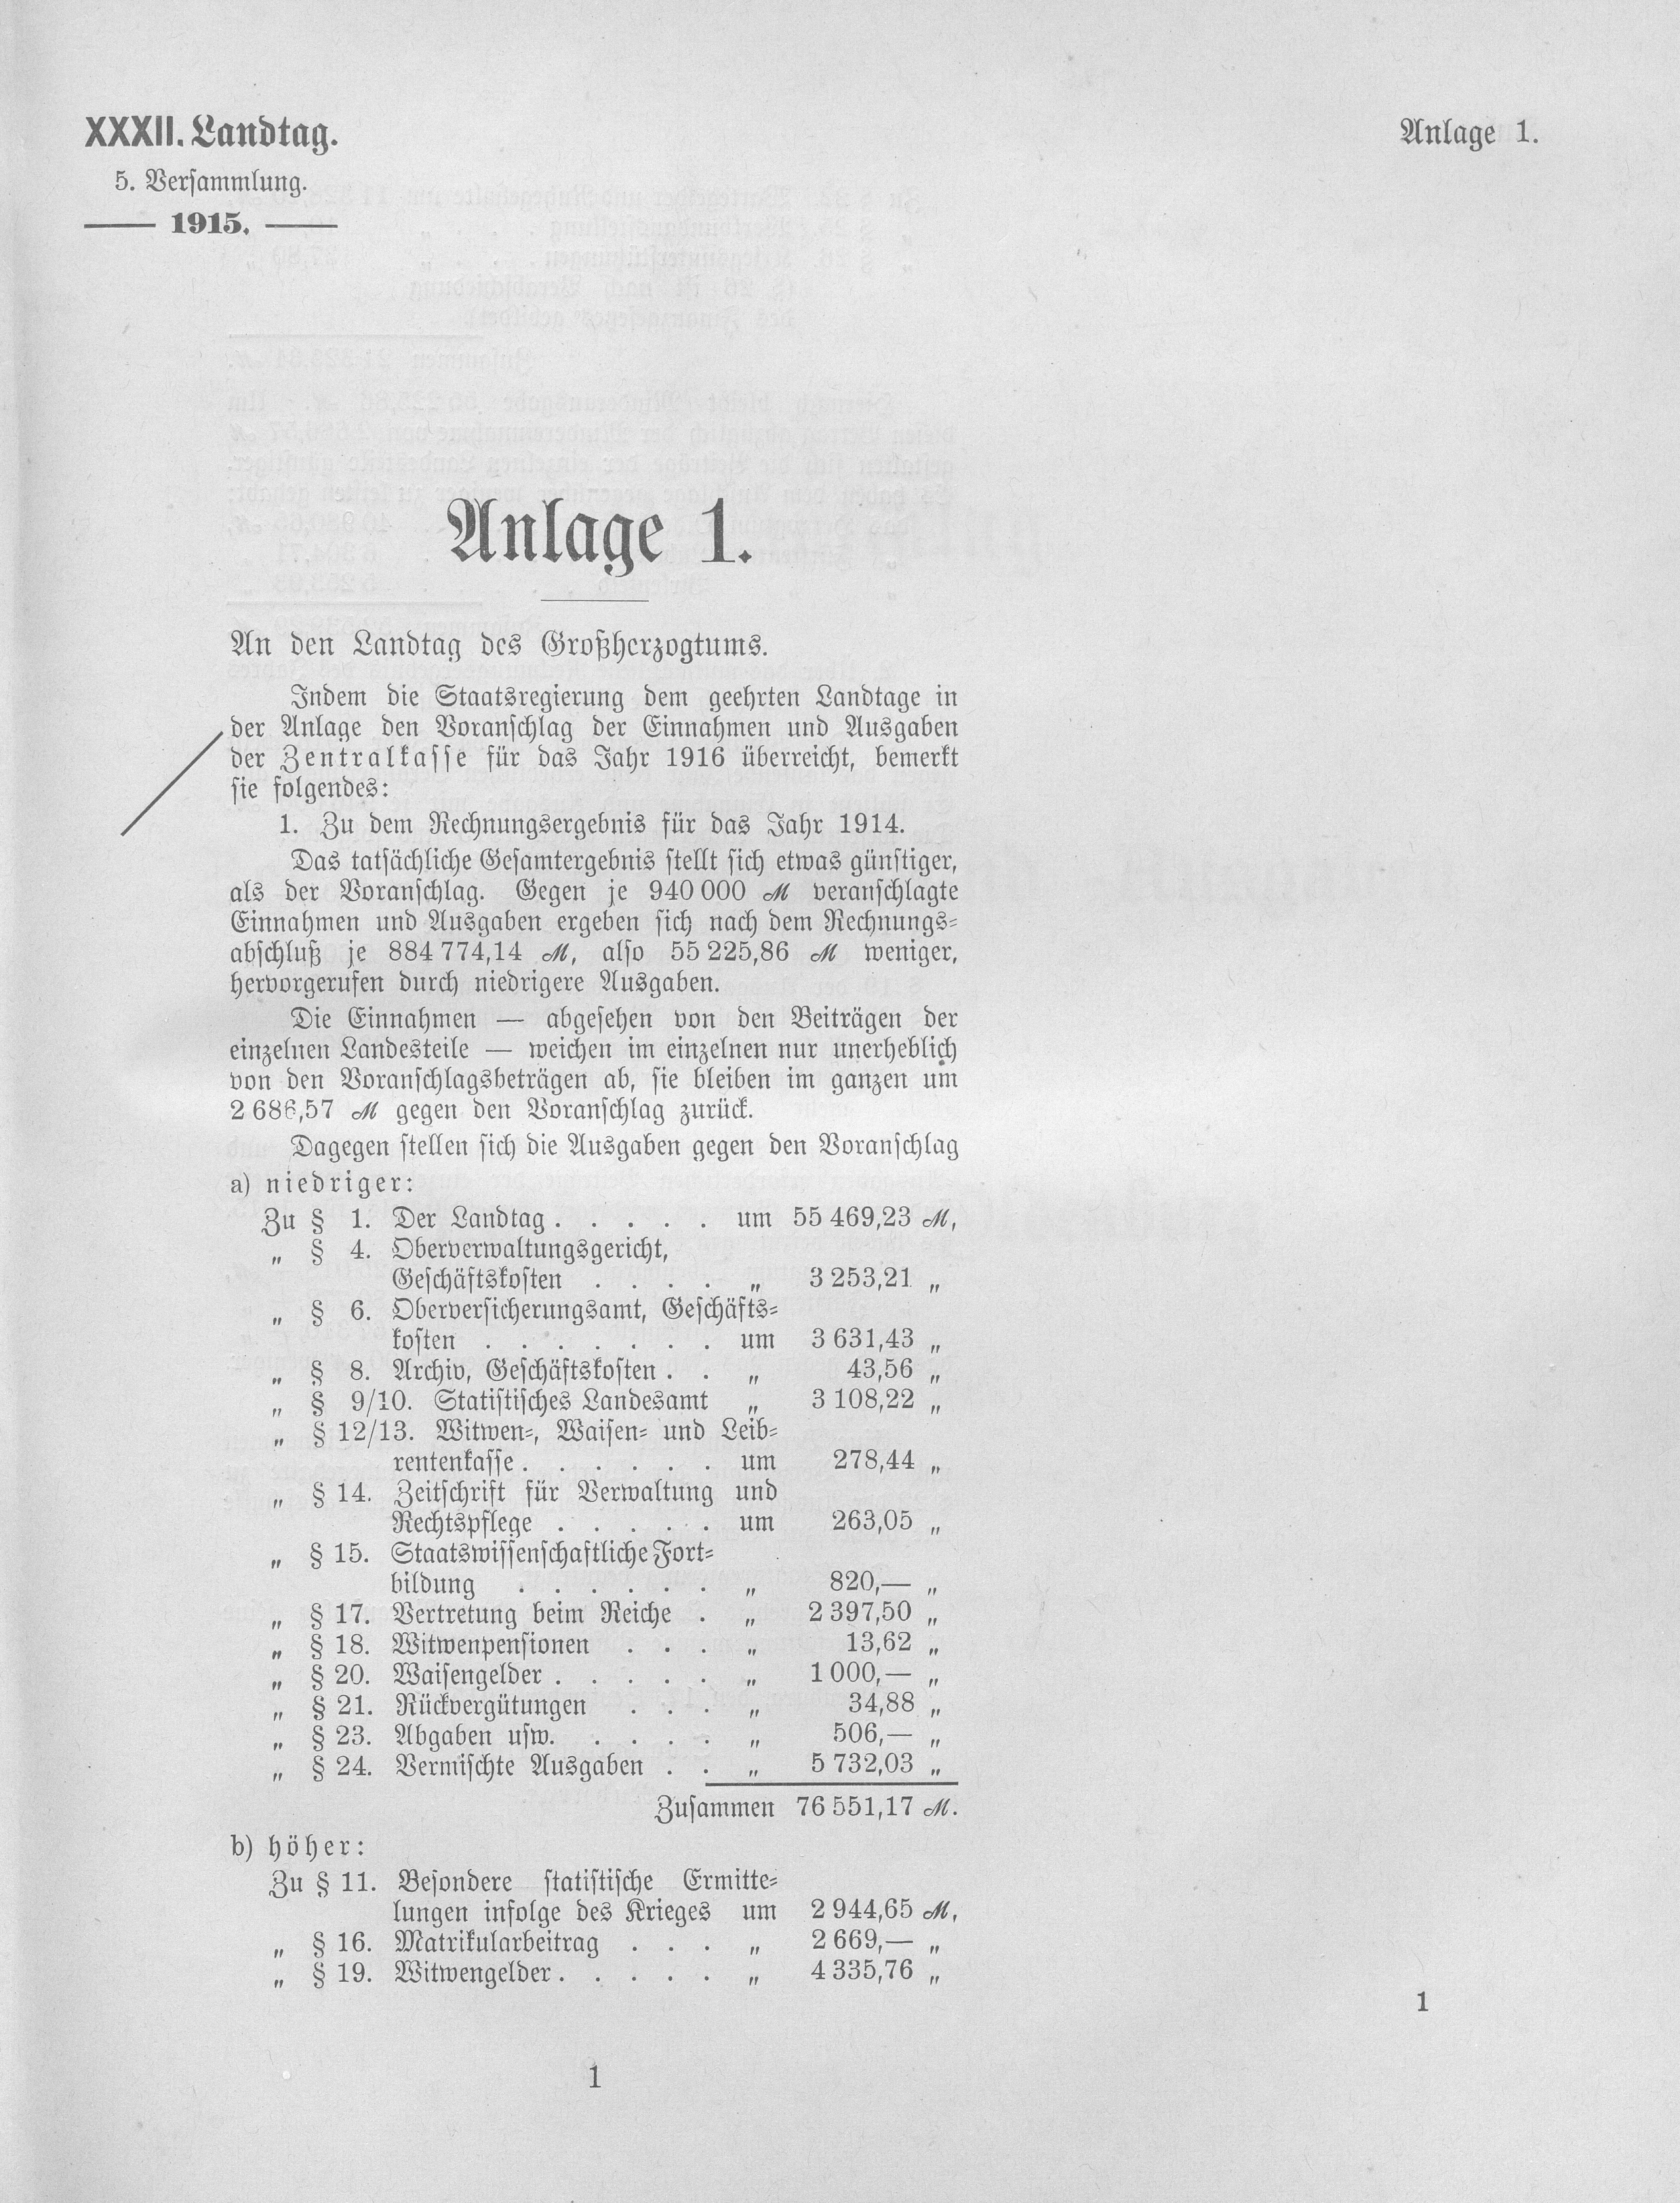 XXXII. Landtag.
5. Versammlung.
1915.
Anlage 1.
Anlage 1.
An den Landtag des Großherzogtums.
Indem die Staatsregierung dem geehrten Landtage in
der Anlage den Voranschlag der Einnahmen und Ausgaben
der Zentralkasse für das Jahr 1916 überreicht, bemerkt
sie folgendes:
1. Zu dem Rechnungsergebnis für das Jahr 1914.
Das tatsächliche Gesamtergebnis stellt sich etwas günstiger,
als der Voranschlag. Gegen je 940 000 ℳ veranschlagte
Einnahmen und Ausgaben ergeben sich nach dem Rechnungs-
abschluß je 884 774,14 ℳ, also 55 225,86 ℳ weniger,
hervorgerufen durch niedrigere Ausgaben.
Die Einnahmen — abgesehen von den Beiträgen der
einzelnen Landesteile — weichen im einzelnen nur unerheblich
von den Voranschlagsbeträgen ab, sie bleiben im ganzen um
2 686,57 ℳ gegen den Voranschlag zurück.
Dagegen stellen sich die Ausgaben gegen den Voranschlag
a) niedriger:
Zu § 1. Der Landtag . . . . . um 55 469,23 ℳ,
„ § 4. Oberverwaltungsgericht,
Geschäftskosten . . . . „ 3 253,21 „
„ § 6. Oberversicherungsamt, Geschäfts-
kosten . . . . . . . um 3 631,43 „
„ § 8. Archiv, Geschäftskosten . . „ 43,56 „
„ § 9/10. Statistisches Landesamt „ 3 108,22 „
„ § 12/13. Witwen-, Waisen- und Leib-
rentenkasse . . . . . . um 278,44 „
„ § 14. Zeitschrift für Verwaltung und
Rechtspflege . . . . . um 263,05 „
„ § 15. Staatswissenschaftliche Fort-
bildung . . . . . . „ 820,— „
„ § 17. Vertretung beim Reiche . „ 2 397,50 „
„ § 18. Witwenpensionen . . . „ 13,62 „
„ § 20. Waisengelder . . . . . „ 1 000,— „
„ § 21. Rückvergütungen . . . „ 34,88 „
„ § 23. Abgaben usw. . . . . „ 506,— „
„ § 24. Vermischte Ausgaben . . „ 5 732,03 „
Zusammen 76 551,17 ℳ.
b) höher:
Zu § 11. Besondere statistische Ermitte-
lungen infolge des Krieges um 2 944,65 ℳ,
„ § 16. Matrikularbeitrag . . . „ 2 669,— „
„ § 19. Witwengelder . . . . . „ 4 335,76 „
1
1